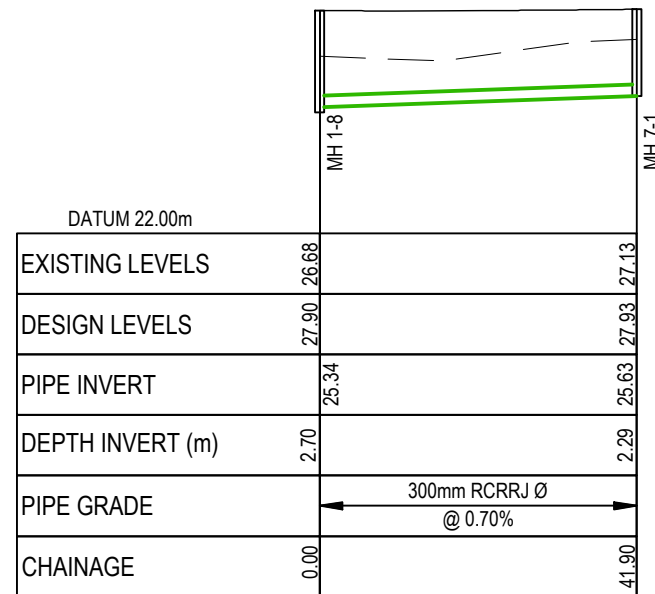 MH 1-8
MH 7-1
DATUM 22.00m
EXISTING LEVELS 26.68 27.13
DESIGN LEVELS 27.90 27.93
PIPE INVERT 25.34 25.63
DEPTH INVERT (m) 2.70 2.29
PIPE GRADE
300mm RCRRJ Ø
@ 0.70%
CHAINAGE 0.00 41.90